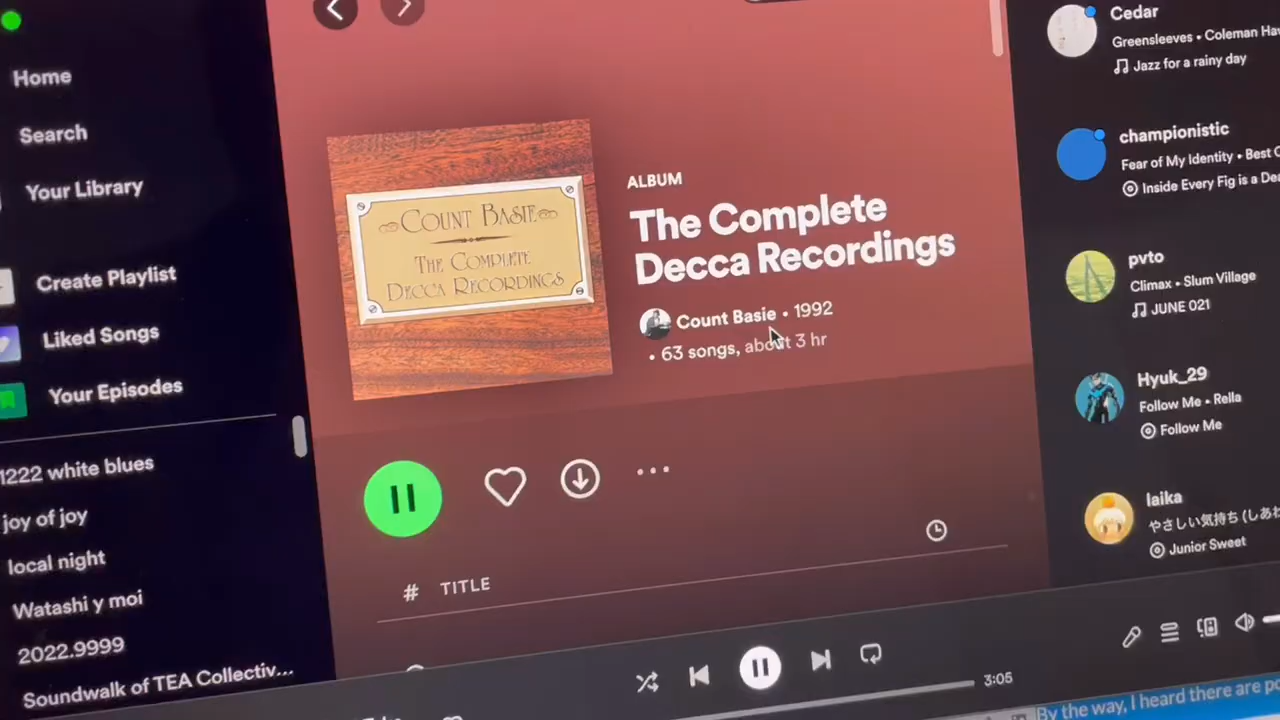 Home
Search
Your Library
Create Playlist
Liked Songs
Your Episodes
1222 white blues
joy of joy
local night
Watashi y moi
2022.9999
Soundwalk of TEA Collectiv...
COUNT BASIE
THE COMPLETE
DECCA RECORDINGS
ALBUM
The Complete
Decca Recordings
Count Basie • 1992
• 63 songs, about 3 hr
# TITLE
3:05
Cedar
Greensleeves • Coleman
Jazz for a rainy day
championistic
Fear of My Identity • Best
Inside Every Fig is a
pvto
Climax • Slum Village
JUNE 021
Hyuk_29
Follow Me • Rella
Follow Me
laika
やさしい気持ち (しあ
Junior Sweet
By the way, I heard there are